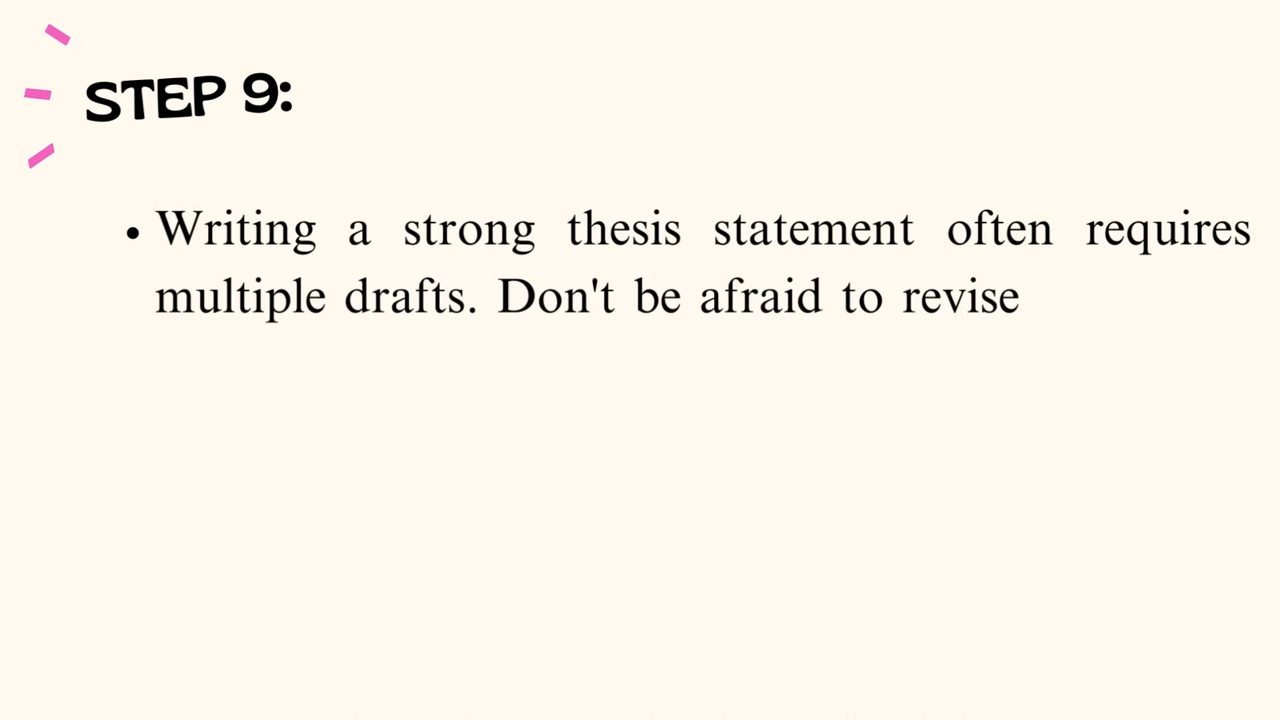 STEP 9:
• Writing a strong thesis statement often requires
multiple drafts. Don't be afraid to revise